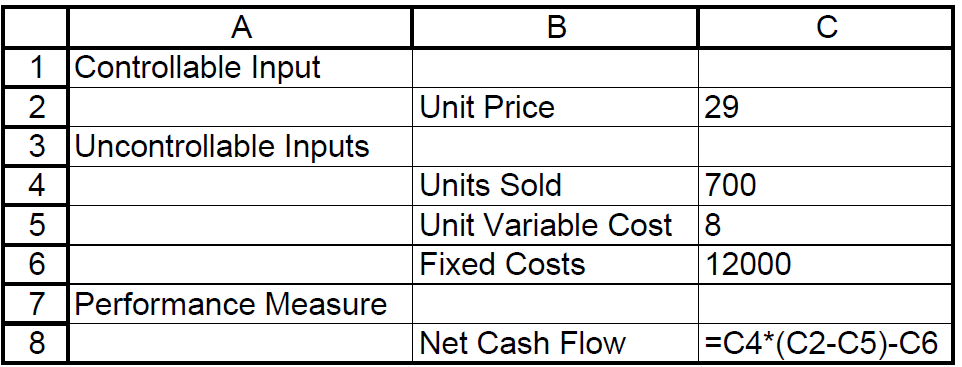 A B C
1 Controllable Input
2 Unit Price 29
3 Uncontrollable Inputs
4 Units Sold 700
5 Unit Variable Cost 8
6 Fixed Costs 12000
7 Performance Measure
8 Net Cash Flow =C4*(C2-C5)-C6